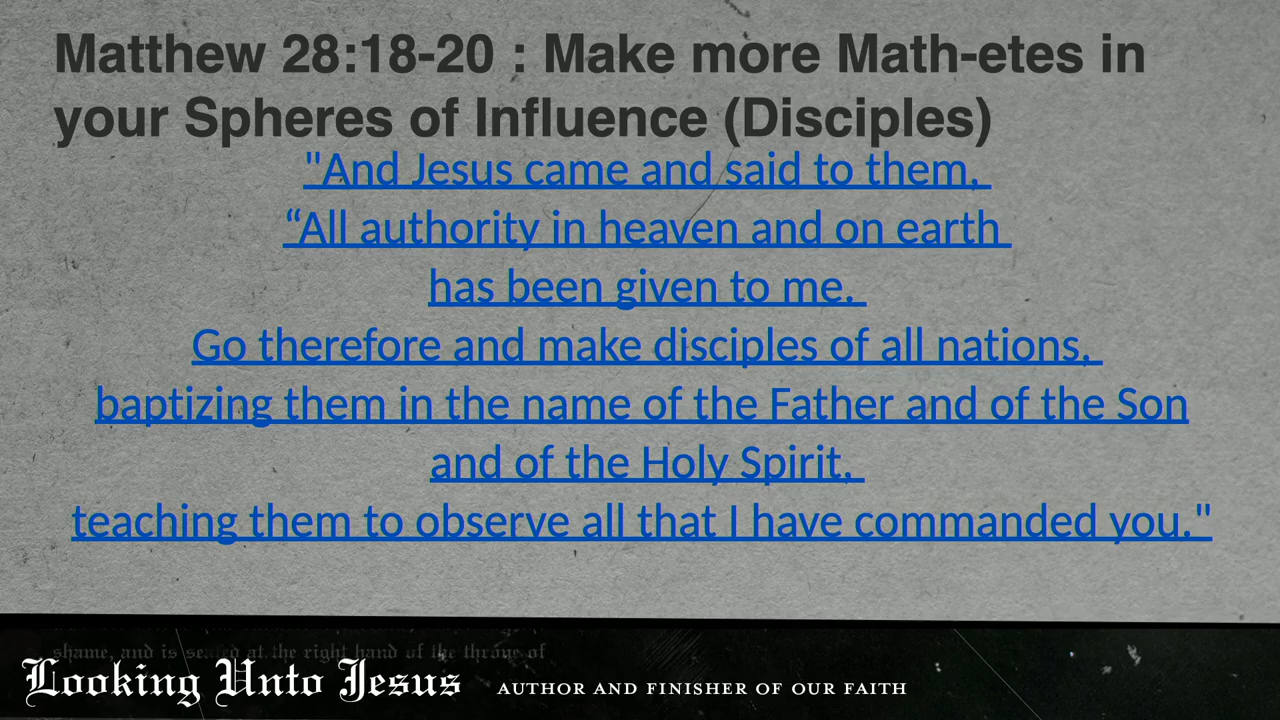 Matthew 28:18-20 : Make more Math-etes in
your Spheres of Influence (Disciples)
"And Jesus came and said to them,
“All authority in heaven and on earth
has been given to me.
Go therefore and make disciples of all nations,
baptizing them in the name of the Father and of the Son
and of the Holy Spirit,
teaching them to observe all that I have commanded you."
shame, and is seated at the right hand of the throne of
Looking Unto Jesus AUTHOR AND FINISHER OF OUR FAITH